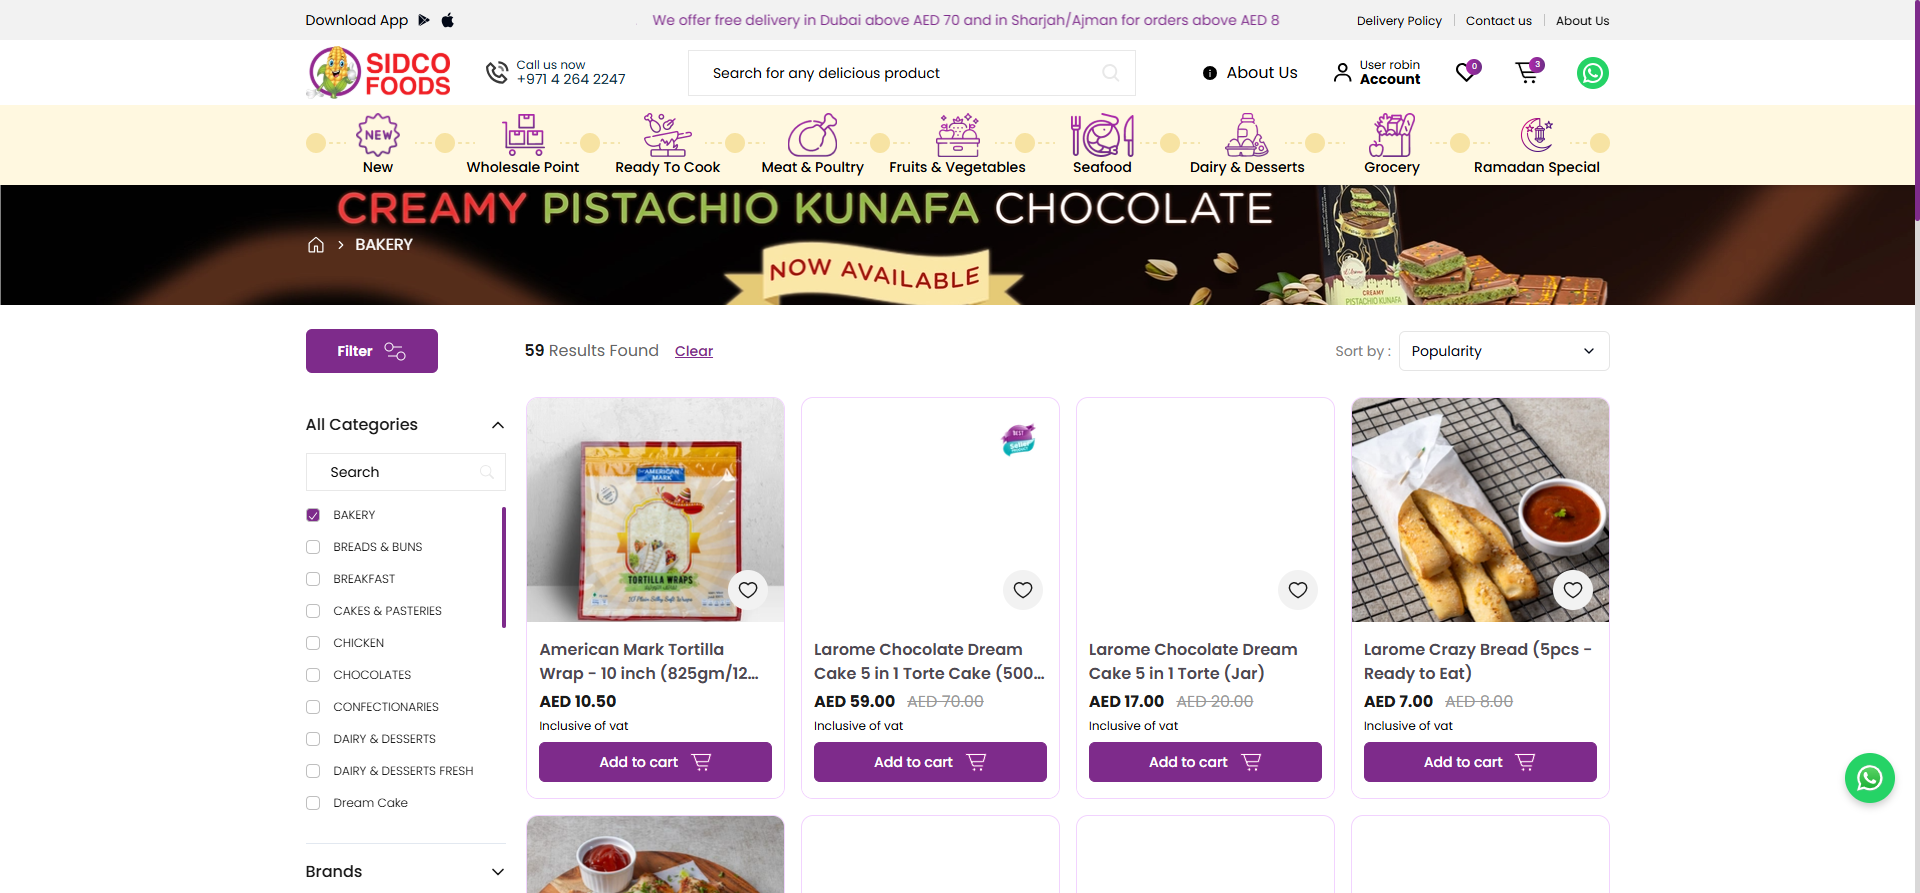 Download App
We offer free delivery in Dubai above AED 70 and in Sharjah/Ajman for orders above AED 8
Delivery Policy
Contact us
About Us
SIDCO
FOODS
Call us now
+971 4 264 2247
Search for any delicious product
About Us
User robin
Account
0
3
NEW
New
Wholesale Point
Ready To Cook
Meat & Poultry
Fruits & Vegetables
Seafood
Dairy & Desserts
Grocery
Ramadan Special
CREAMY PISTACHIO KUNAFA CHOCOLATE
BAKERY
NOW AVAILABLE
CREAMY
PISTACHIO KUNAFA
Filter
59 Results Found
Clear
Sort by :
Popularity
All Categories
Search
BAKERY
BREADS & BUNS
BREAKFAST
CAKES & PASTERIES
CHICKEN
CHOCOLATES
CONFECTIONARIES
DAIRY & DESSERTS
DAIRY & DESSERTS FRESH
Dream Cake
Brands
AMERICAN
MARK
TORTILLA WRAPS
American Mark Tortilla
Wrap - 10 inch (825gm/12...
AED 10.50
Inclusive of vat
Add to cart
BEST
Seller
Larome Chocolate Dream
Cake 5 in 1 Torte Cake (500...
AED 59.00 AED 70.00
Inclusive of vat
Add to cart
Larome Chocolate Dream
Cake 5 in 1 Torte (Jar)
AED 17.00 AED 20.00
Inclusive of vat
Add to cart
Larome Crazy Bread (5pcs -
Ready to Eat)
AED 7.00 AED 8.00
Inclusive of vat
Add to cart